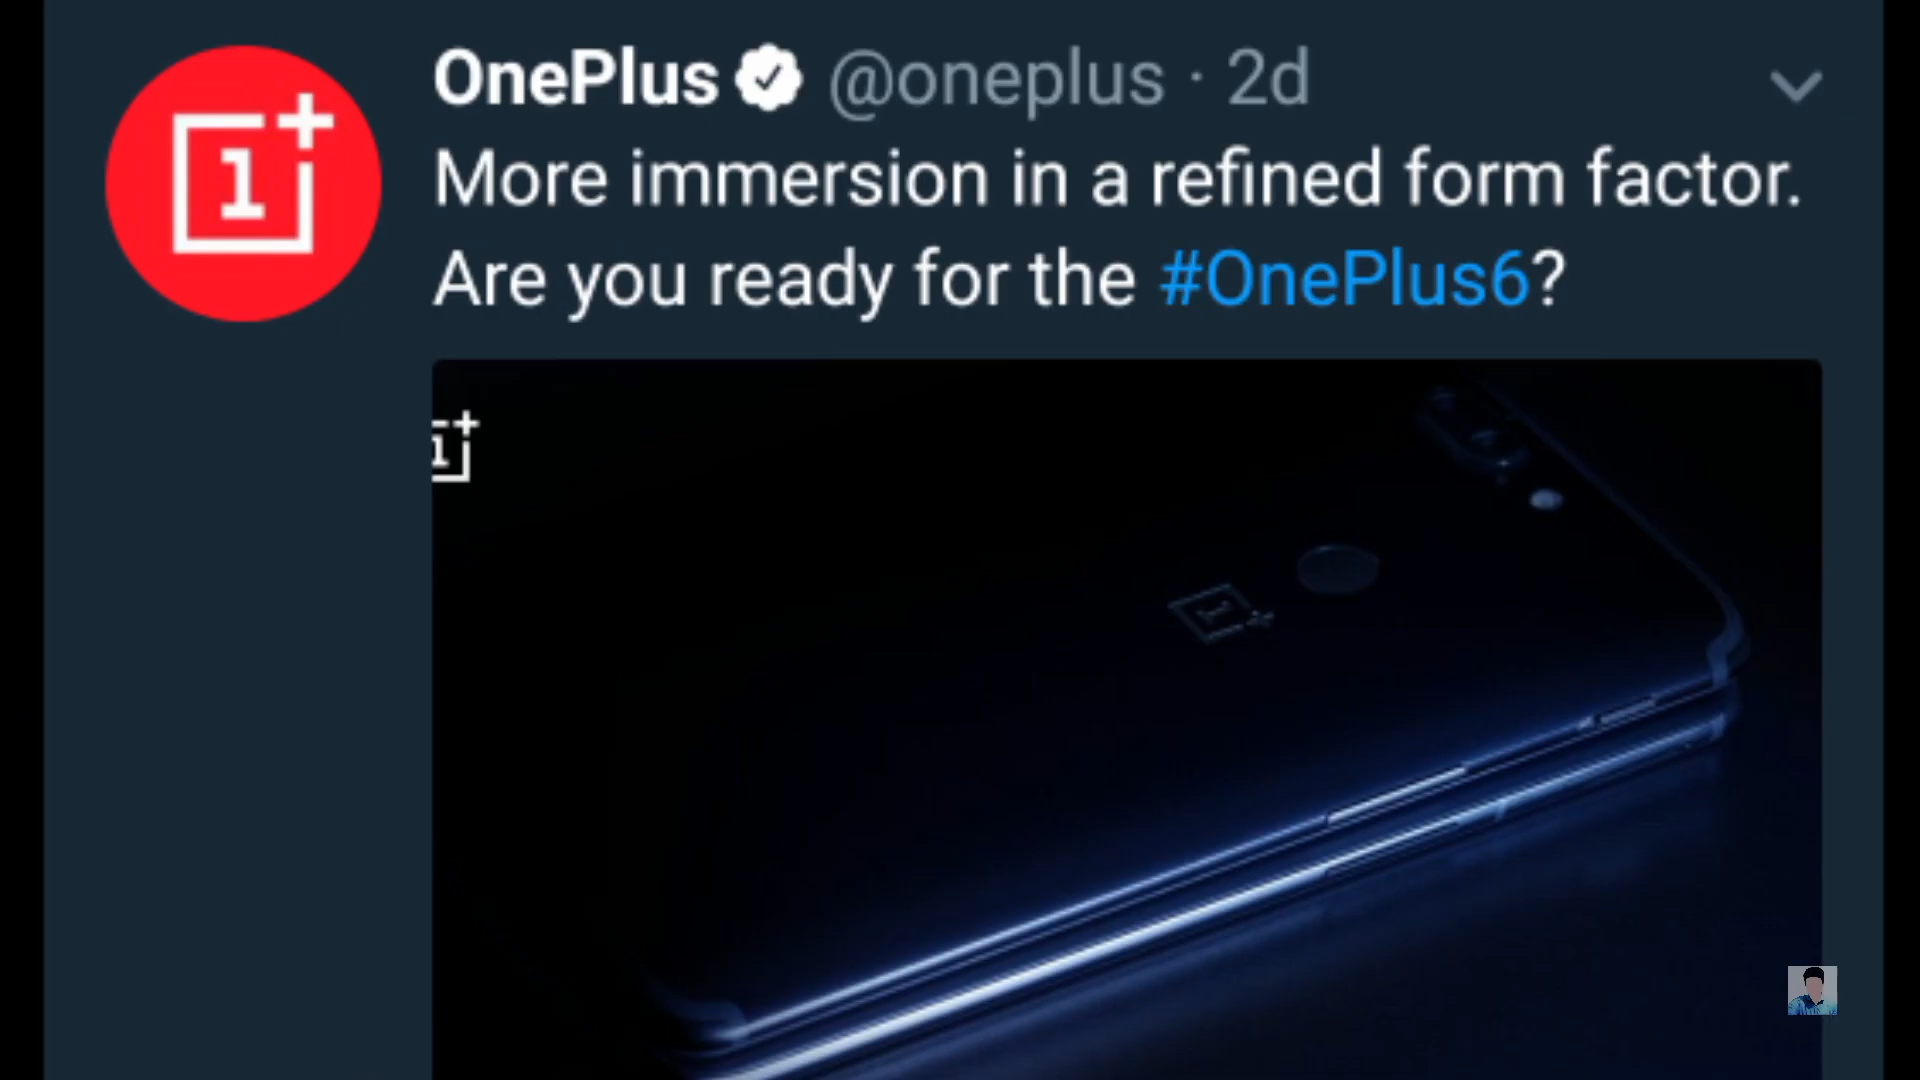 OnePlus @oneplus · 2d
More immersion in a refined form factor.
Are you ready for the #OnePlus6?